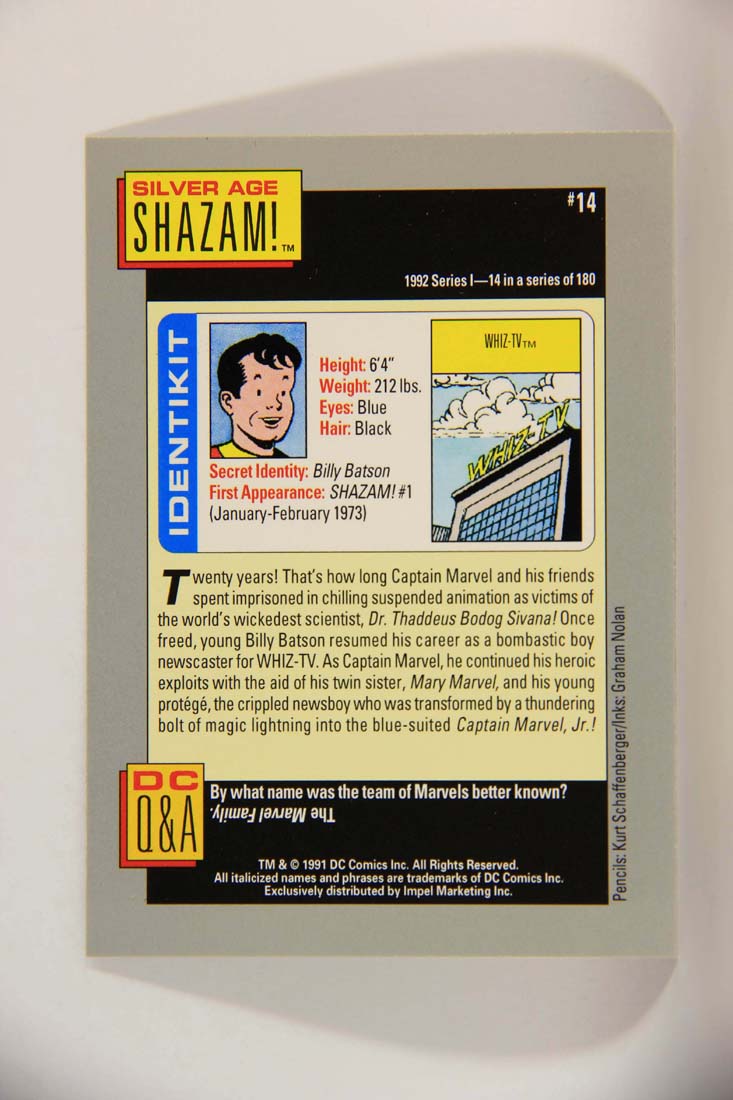 SILVER AGE
SHAZAM!™
#14
1992 Series I—14 in a series of 180
IDENTIKIT
Height: 6'4"
Weight: 212 lbs.
Eyes: Blue
Hair: Black
Secret Identity: Billy Batson
First Appearance: SHAZAM! #1
(January-February 1973)
WHIZ-TV™
WHIZ-TV
Twenty years! That's how long Captain Marvel and his friends
spent imprisoned in chilling suspended animation as victims of
the world's wickedest scientist, Dr. Thaddeus Bodog Sivana! Once
freed, young Billy Batson resumed his career as a bombastic boy
newscaster for WHIZ-TV. As Captain Marvel, he continued his heroic
exploits with the aid of his twin sister, Mary Marvel, and his young
protégé, the crippled newsboy who was transformed by a thundering
bolt of magic lightning into the blue-suited Captain Marvel, Jr.!
DC
Q&A
By what name was the team of Marvels better known?
The Marvel Family.
TM & © 1991 DC Comics Inc. All Rights Reserved.
All italicized names and phrases are trademarks of DC Comics Inc.
Exclusively distributed by Impel Marketing Inc.
Pencils: Kurt Schaffenberger/Inks: Graham Nolan